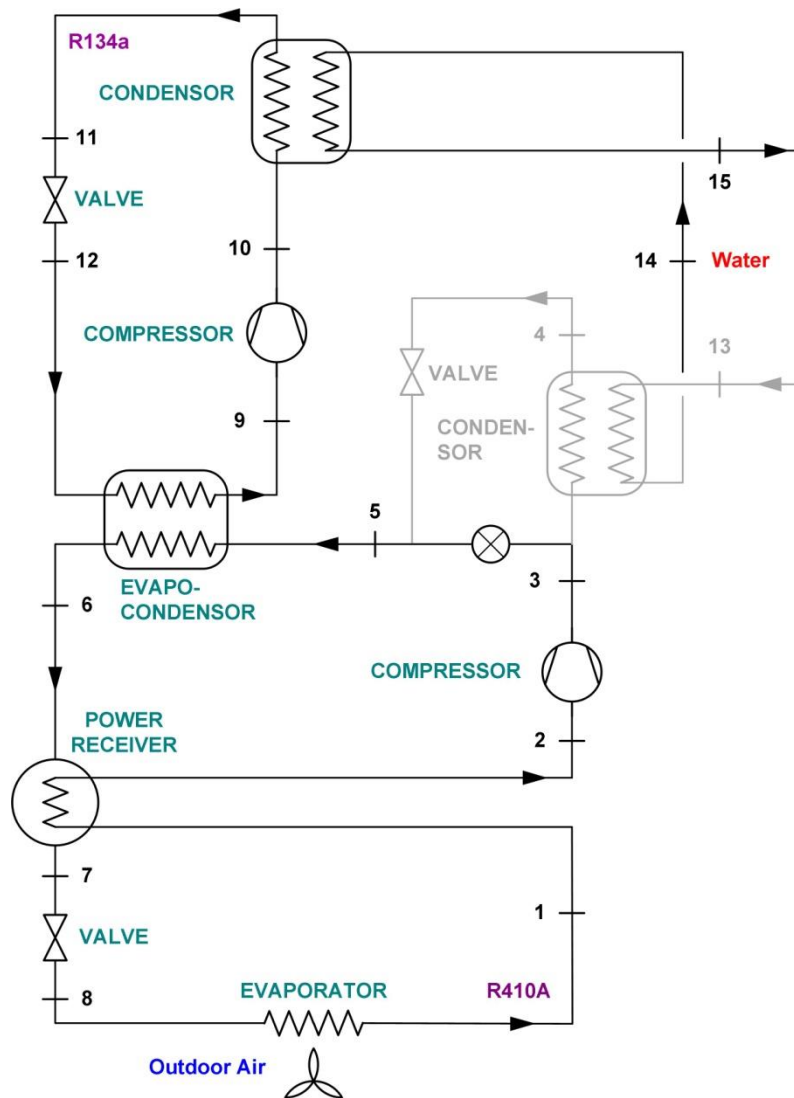 R134a
CONDENSOR
11
15
VALVE
10
12
14
Water
COMPRESSOR
4
13
VALVE
9
CONDEN-
SOR
5
3
EVAPO-
CONDENSOR
6
COMPRESSOR
POWER
RECEIVER
2
7
1
VALVE
8
EVAPORATOR
R410A
Outdoor Air